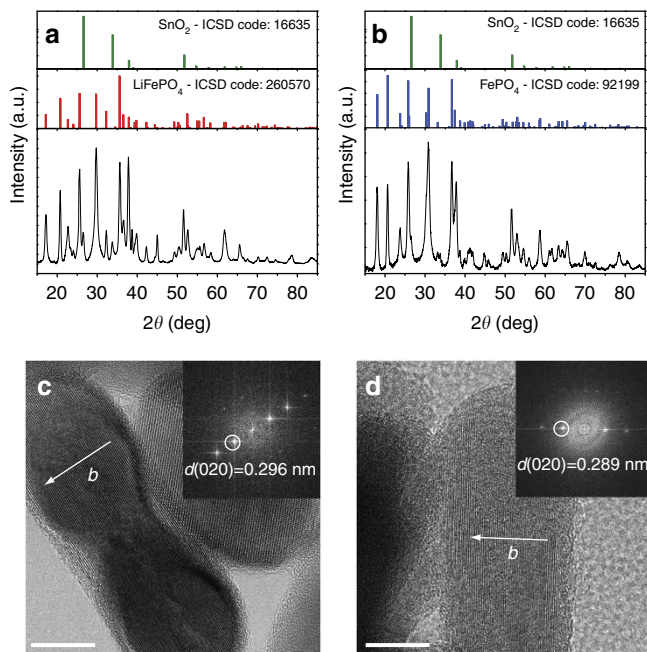 a
SnO₂ - ICSD code: 16635
LiFePO₄ - ICSD code: 260570
Intensity (a.u.)
20 30 40 50 60 70 80
2θ (deg)
b
SnO₂ - ICSD code: 16635
FePO₄ - ICSD code: 92199
Intensity (a.u.)
20 30 40 50 60 70 80
2θ (deg)
c
d(020)=0.296 nm
b
d
d(020)=0.289 nm
b